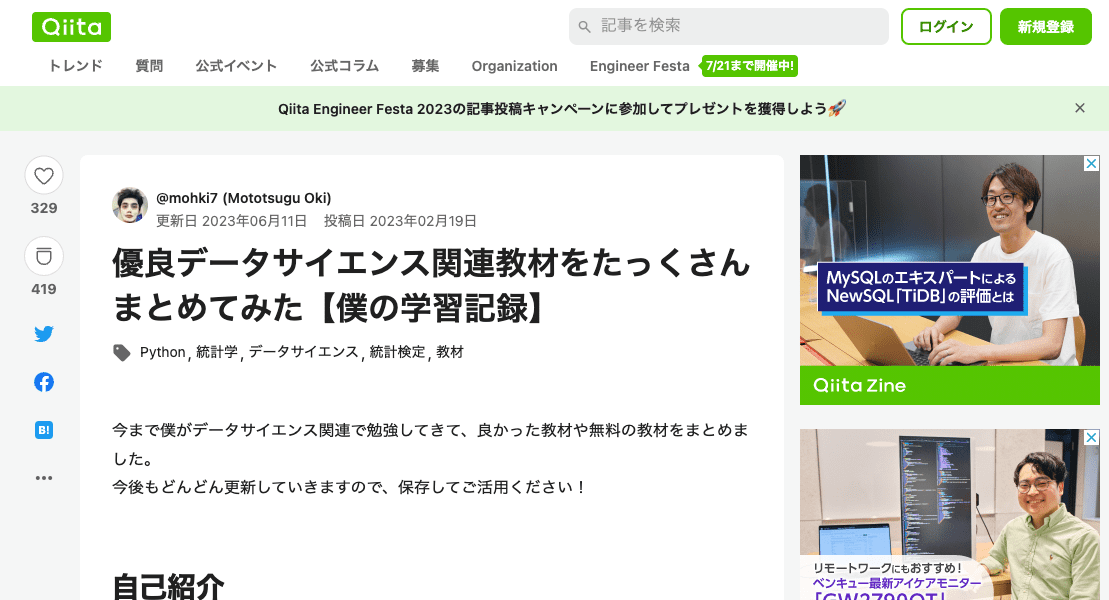 Qiita
記事を検索
ログイン
新規登録
トレンド
質問
公式イベント
公式コラム
募集
Organization
Engineer Festa
7/21まで開催中!
Qiita Engineer Festa 2023の記事投稿キャンペーンに参加してプレゼントを獲得しよう🚀
329
419
B!
@mohki7 (Mototsugu Oki)
更新日 2023年06月11日 投稿日 2023年02月19日
優良データサイエンス関連教材をたっくさん
まとめてみた【僕の学習記録】
Python, 統計学, データサイエンス, 統計検定, 教材
今まで僕がデータサイエンス関連で勉強してきて、良かった教材や無料の教材をまとめま
した。
今後もどんどん更新していきますので、保存してご活用ください！
自己紹介
MySQLのエキスパートによる
NewSQL「TiDB」の評価とは
Qiita Zine
リモートワークにもおすすめ！
ベンキュー最新アイケアモニター
「GW2790QT」